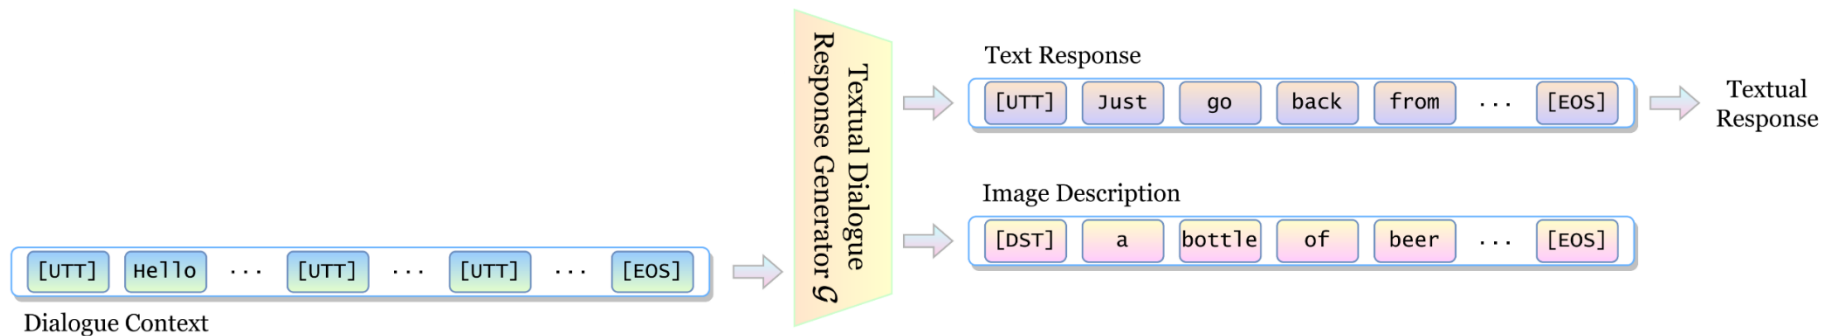 Text Response
[UTT] Just go back from ... [EOS]
Textual
Response
Textual Dialogue
Response Generator 𝒢
Image Description
[DST] a bottle of beer ... [EOS]
[UTT] Hello ... [UTT] ... [UTT] ... [EOS]
Dialogue Context